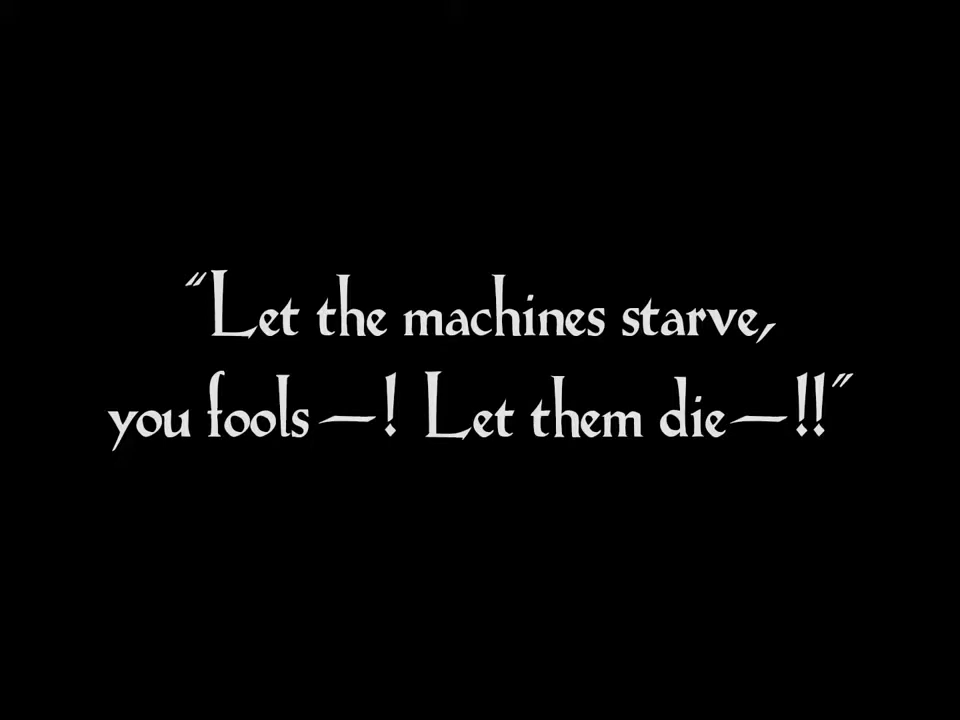 "Let the machines starve,
you fools—! Let them die—!!"